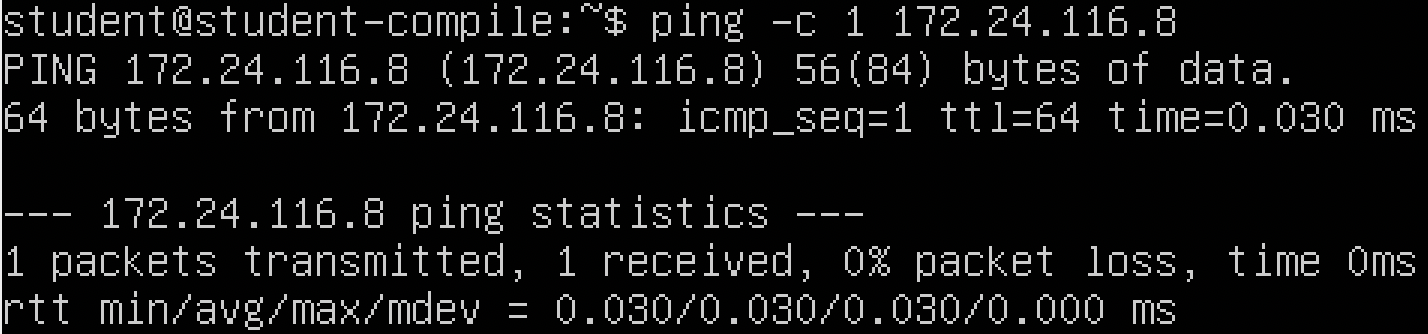 student@student-compile:~$ ping -c 1 172.24.116.8
PING 172.24.116.8 (172.24.116.8) 56(84) bytes of data.
64 bytes from 172.24.116.8: icmp_seq=1 ttl=64 time=0.030 ms
--- 172.24.116.8 ping statistics ---
1 packets transmitted, 1 received, 0% packet loss, time 0ms
rtt min/avg/max/mdev = 0.030/0.030/0.030/0.000 ms